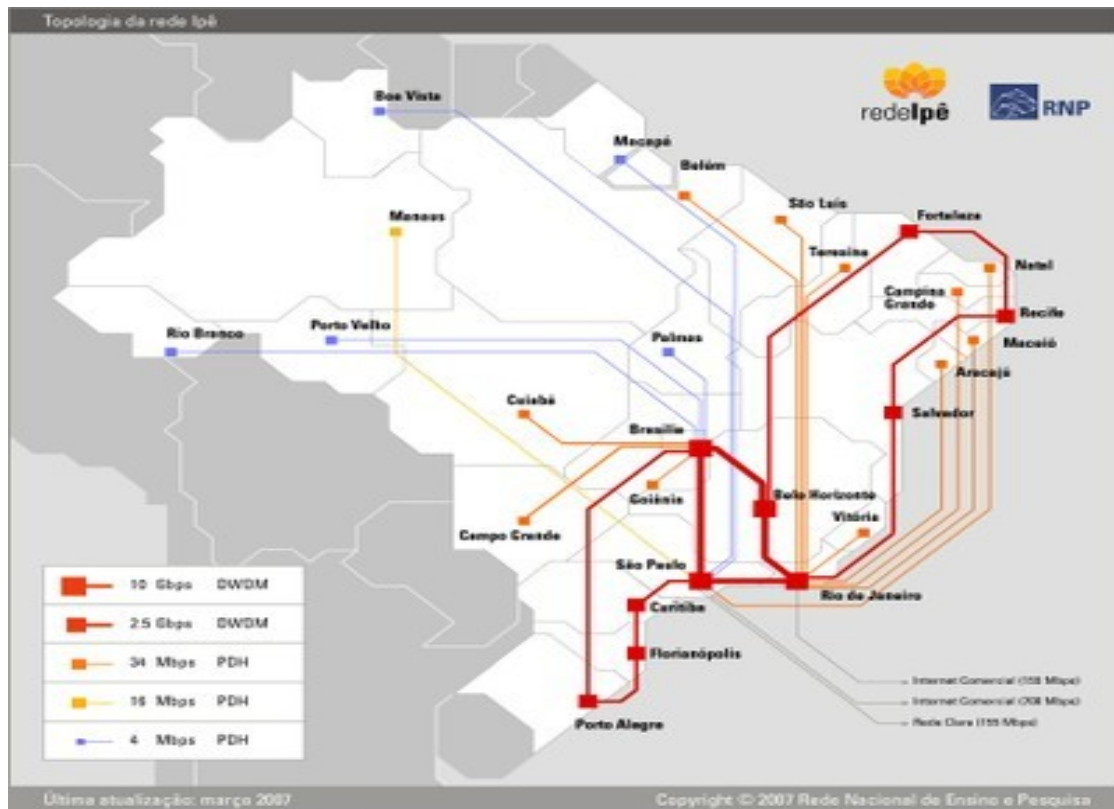 Topologia da rede Ipê
redeIpê
RNP
Boa Vista
Macapá
Belém
São Luís
Fortaleza
Manaus
Teresina
Natal
Campina
Grande
Recife
Rio Branco
Porto Velho
Palmas
Maceió
Aracajú
Cuiabá
Salvador
Brasília
Goiânia
Belo Horizonte
Vitória
Campo Grande
São Paulo
Rio de Janeiro
Curitiba
Florianópolis
Porto Alegre
10 Gbps DWDM
2.5 Gbps DWDM
34 Mbps PDH
16 Mbps PDH
4 Mbps PDH
Internet Comercial (155 Mbps)
Internet Comercial (Mbps)
Rede Clara (155 Mbps)
Última atualização: março 2007
Copyright © 2007 Rede Nacional de Ensino e Pesquisa